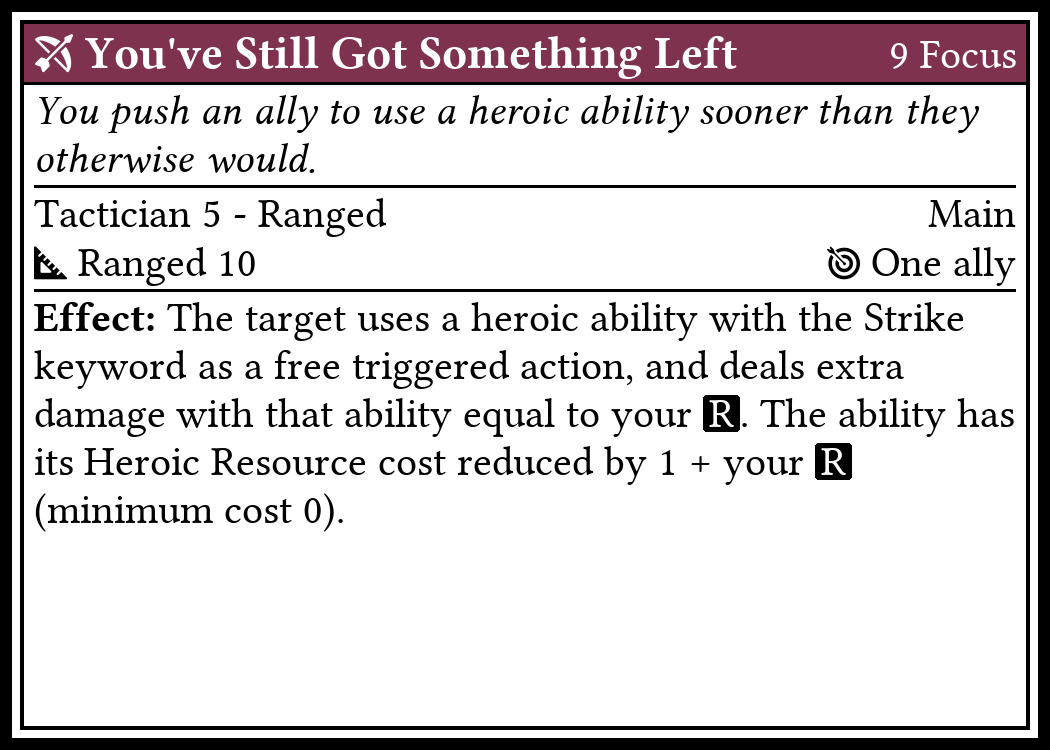 You've Still Got Something Left 9 Focus
You push an ally to use a heroic ability sooner than they
otherwise would.
Tactician 5 - Ranged Main
Ranged 10 One ally
Effect: The target uses a heroic ability with the Strike
keyword as a free triggered action, and deals extra
damage with that ability equal to your R. The ability has
its Heroic Resource cost reduced by 1 + your R
(minimum cost 0).